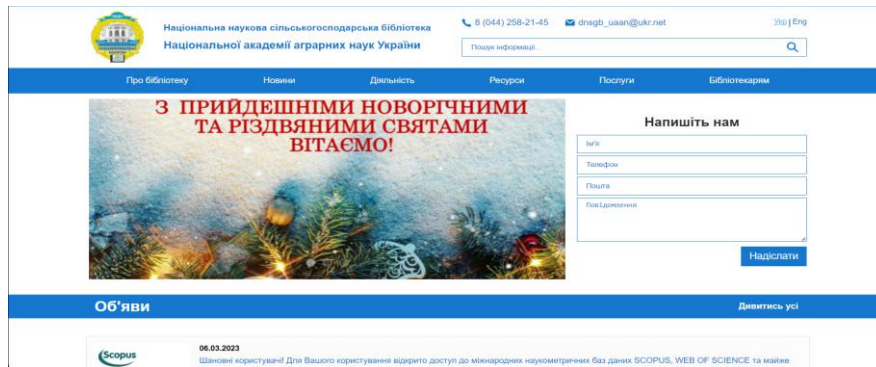 Національна наукова сільськогосподарська бібліотека
Національної академії аграрних наук України
8 (044) 258-21-45
dnsgb_uaan@ukr.net
Укр | Eng
Пошук інформації...
Про бібліотеку
Новини
Діяльність
Ресурси
Послуги
Бібліотекарям
З ПРИЙДЕШНІМИ НОВОРІЧНИМИ
ТА РІЗДВЯНИМИ СВЯТАМИ
ВІТАЄМО!
Напишіть нам
Ім'я
Телефон
Пошта
Повідомлення
Надіслати
Об'яви
Дивитись усі
Scopus
06.03.2023
Шановні користувачі! Для Вашого користування відкрито доступ до міжнародних наукометричних баз даних SCOPUS, WEB OF SCIENCE та майже